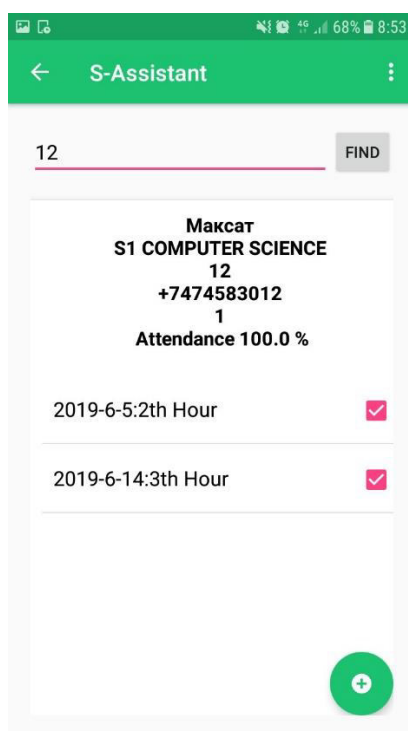 4G 68% 8:53
S-Assistant
12 FIND
Максат
S1 COMPUTER SCIENCE
12
+7474583012
1
Attendance 100.0 %
2019-6-5:2th Hour
2019-6-14:3th Hour